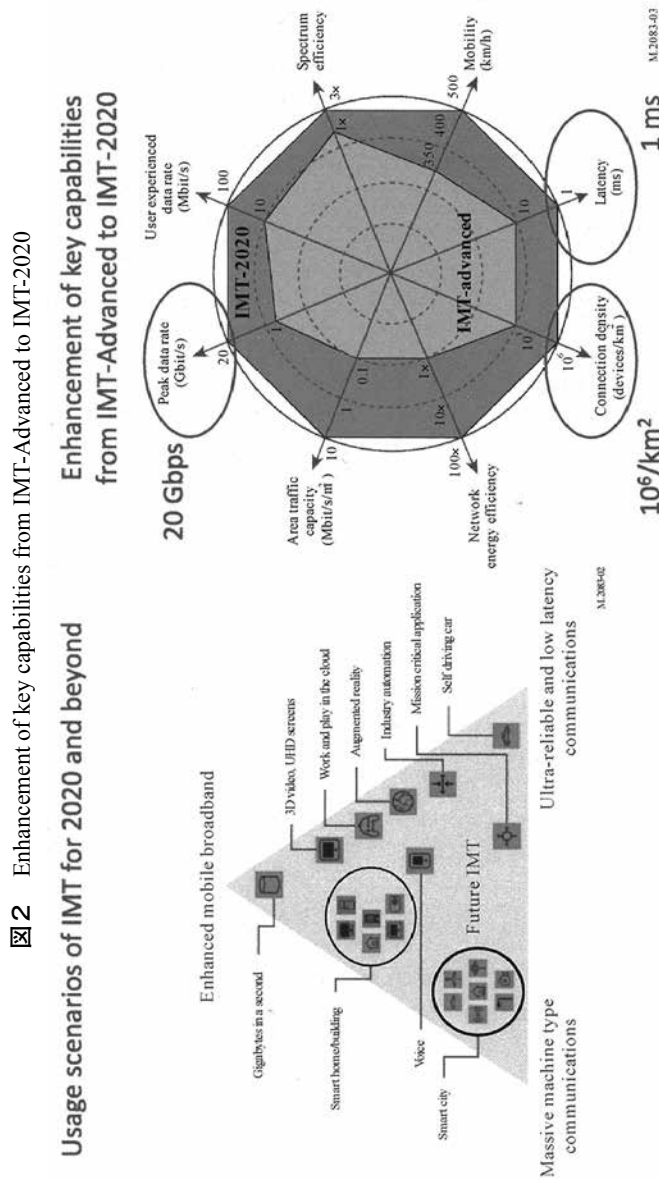 図2 Enhancement of key capabilities from IMT-Advanced to IMT-2020
Usage scenarios of IMT for 2020 and beyond
Enhanced mobile broadband
Gigabytes in a second
3D video, UHD screens
Smart home/building
Work and play in the cloud
Augmented reality
Industry automation
Voice
Mission critical application
Smart city
Self driving car
Future IMT
Massive machine type
communications
Ultra-reliable and low latency
communications
M.2083-02
Enhancement of key capabilities
from IMT-Advanced to IMT-2020
20 Gbps
Peak data rate
(Gbit/s)
User experienced
data rate
(Mbit/s)
Spectrum
efficiency
Mobility
(km/h)
Latency
(ms)
Connection density
(devices/km²)
Network
energy efficiency
Area traffic
capacity
(Mbit/s/m²)
20
1
100
10
3×
1×
500
400
350
1
10
10⁶
10⁵
100×
10×
1×
10
1
0.1
IMT-2020
IMT-advanced
10⁶/km²
1 ms
M.2083-03